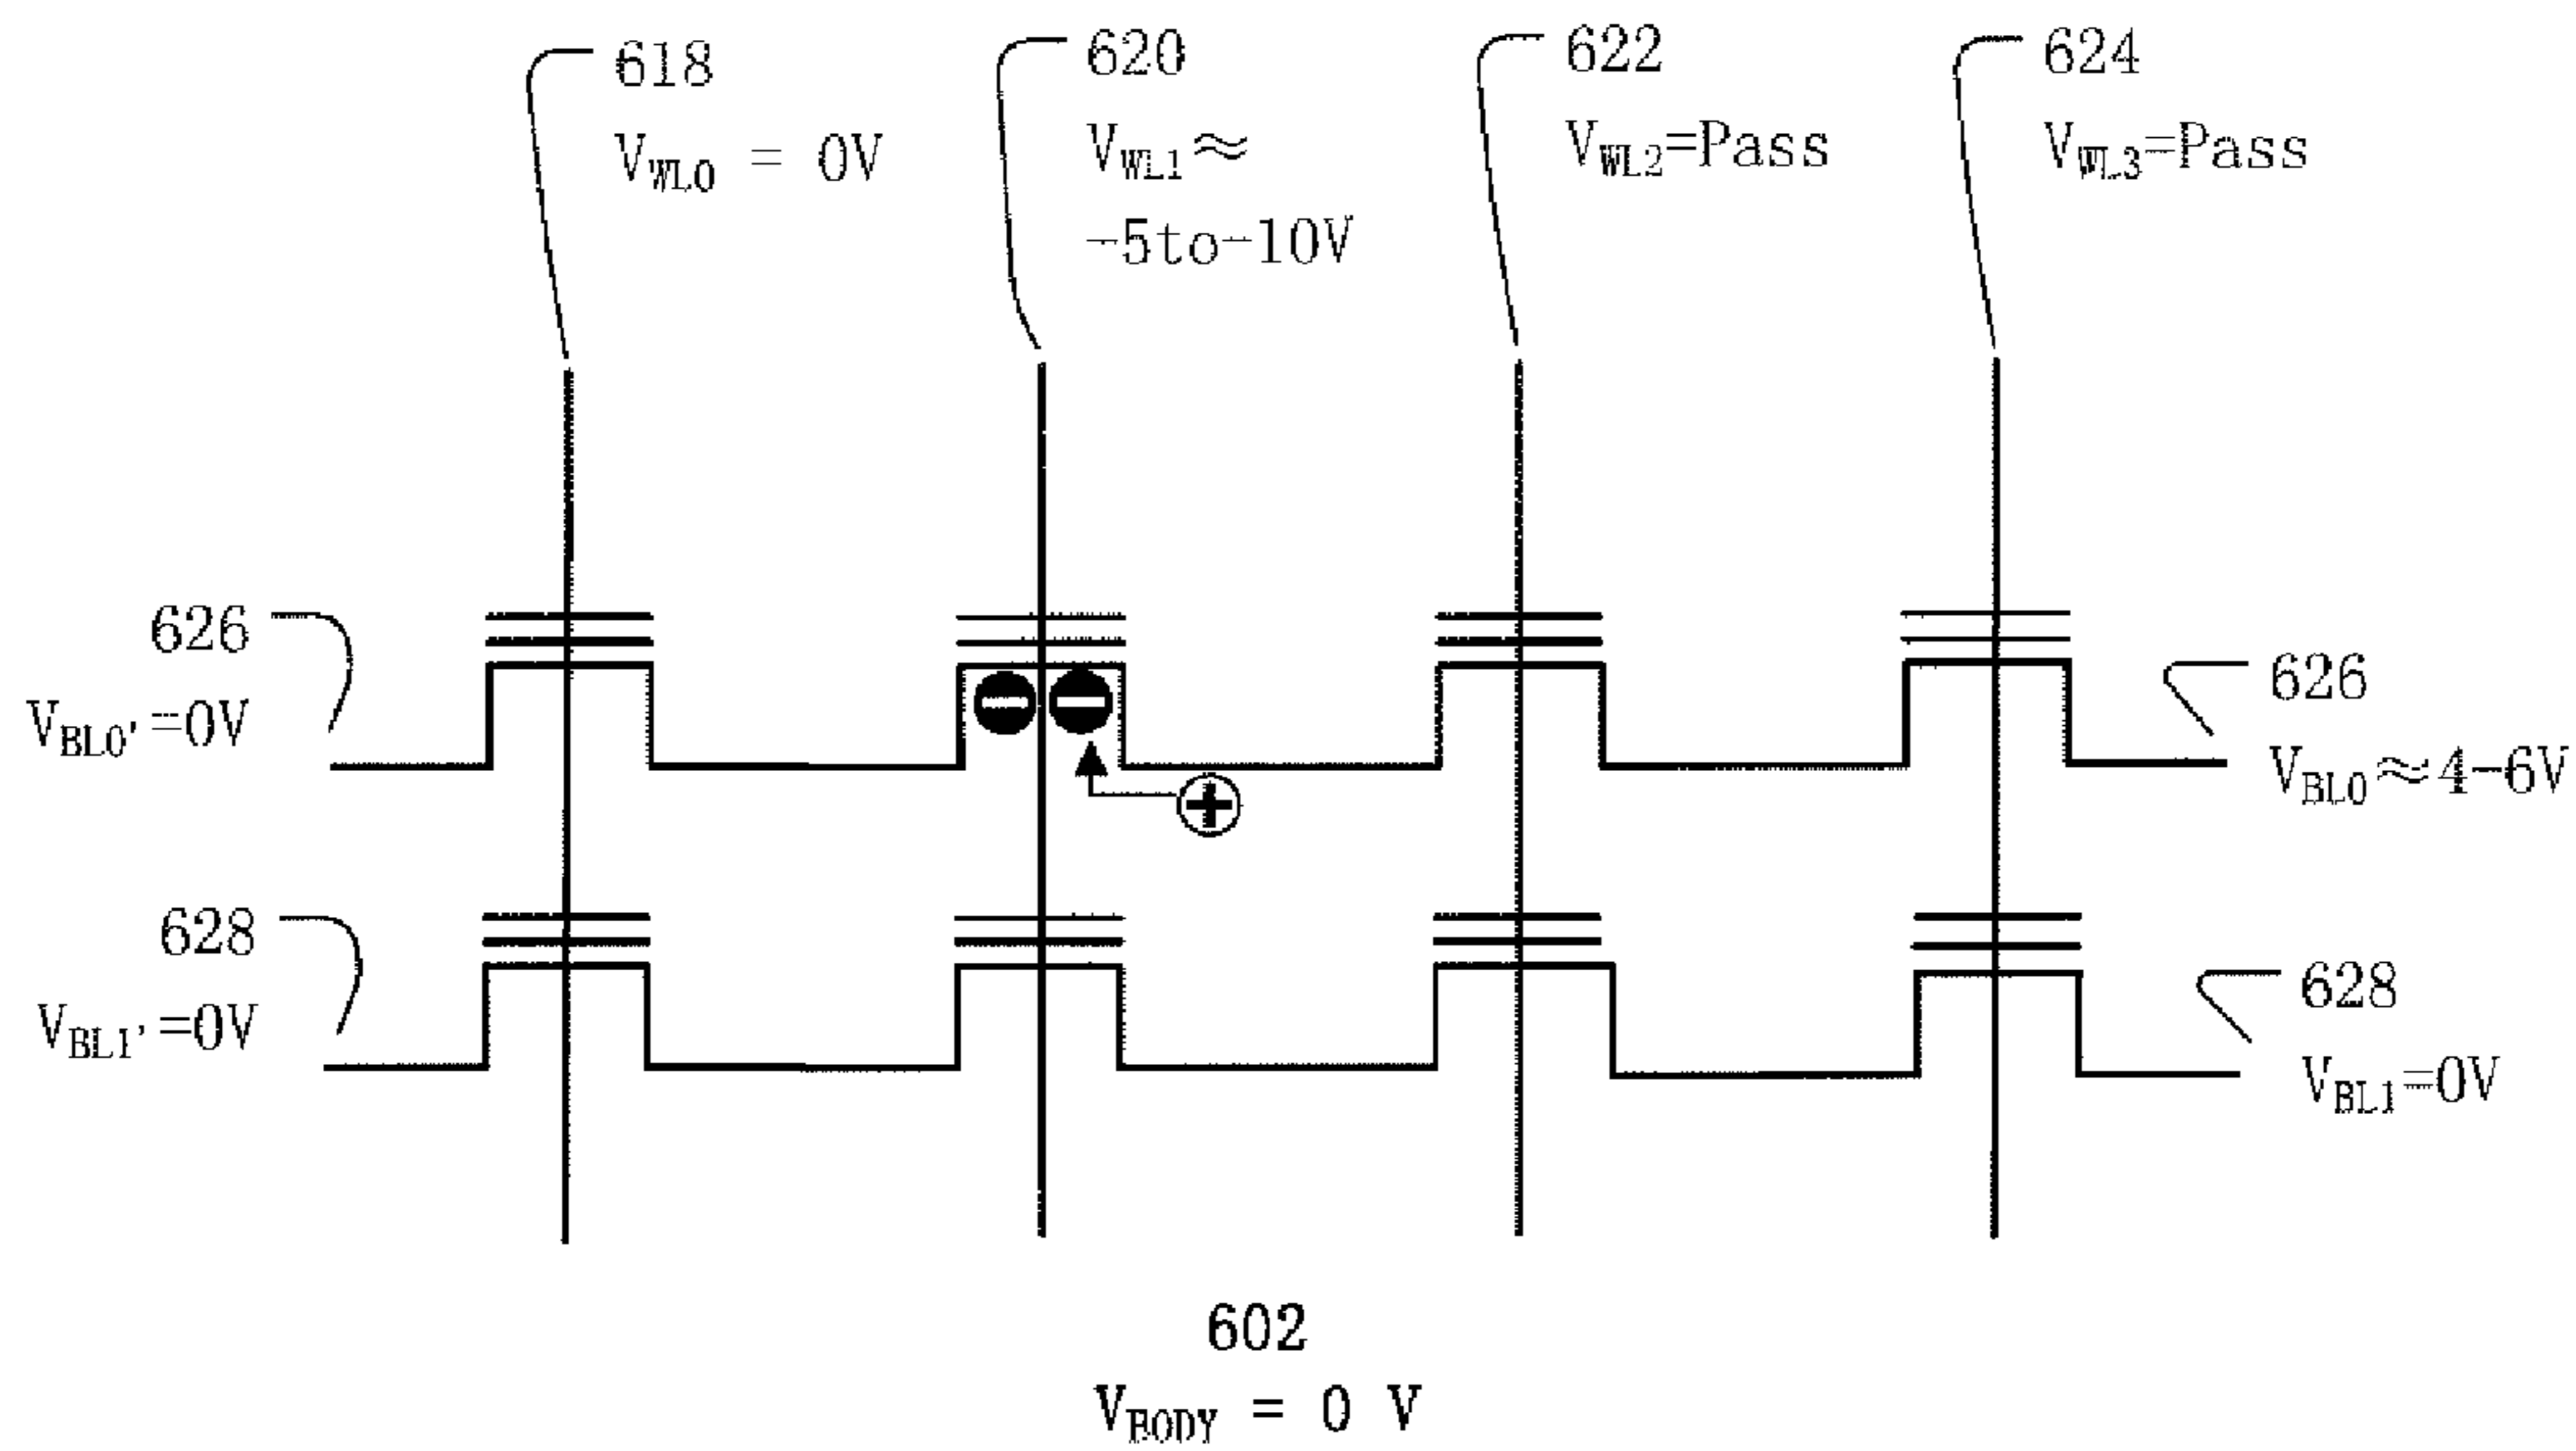 618
V_WL0 = 0V
620
V_WL1≈
-5to-10V
622
V_WL2=Pass
624
V_WL3=Pass
626
V_BL0'=0V
626
V_BL0≈4-6V
628
V_BL1'=0V
628
V_BL1=0V
602
V_BODY = 0 V